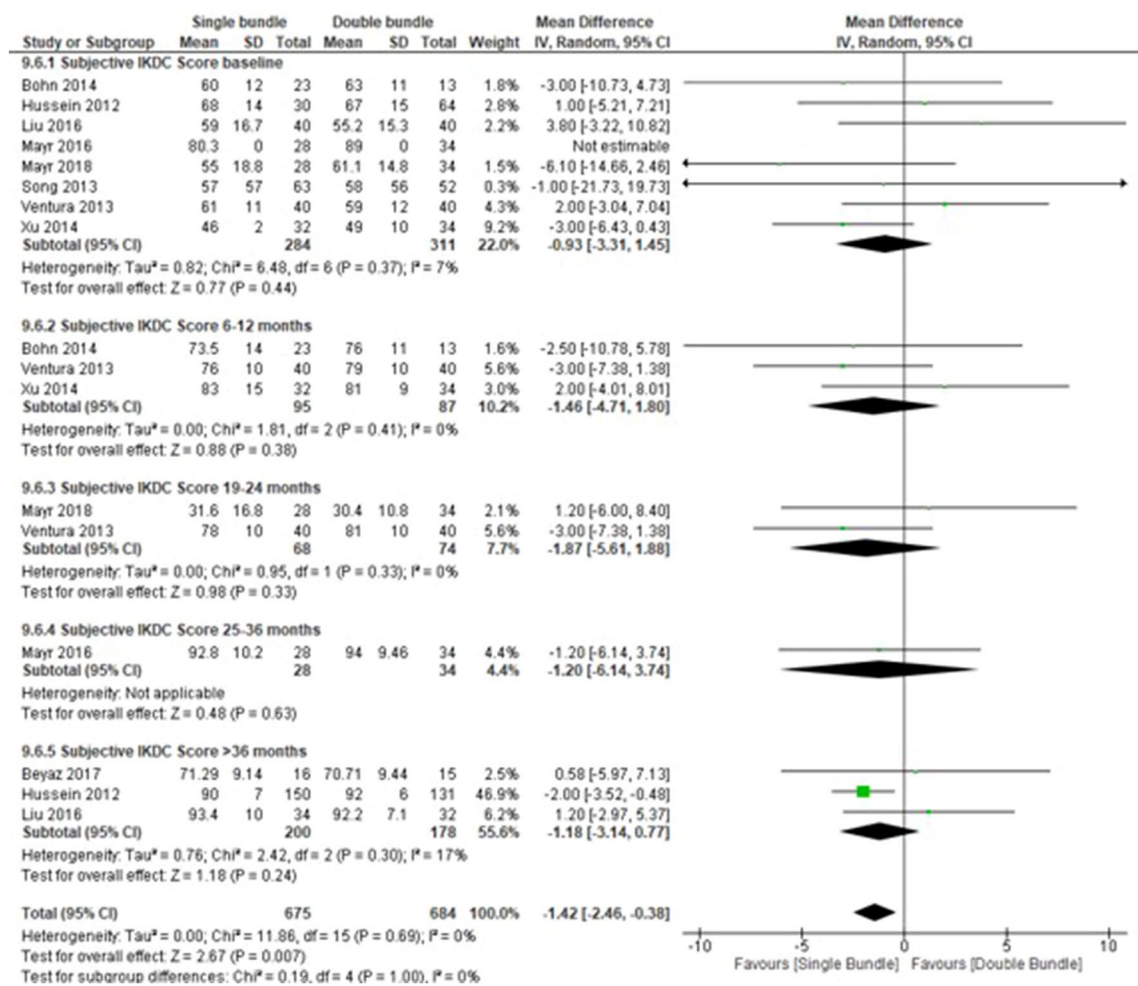 Single bundle Double bundle Mean Difference Mean Difference
Study or Subgroup Mean SD Total Mean SD Total Weight IV, Random, 95% CI IV, Random, 95% CI
9.6.1 Subjective IKDC Score baseline
Bohn 2014 60 12 23 63 11 13 1.8% -3.00 [-10.73, 4.73]
Hussein 2012 68 14 30 67 15 64 2.8% 1.00 [-5.21, 7.21]
Liu 2016 59 16.7 40 55.2 15.3 40 2.2% 3.80 [-3.22, 10.82]
Mayr 2016 80.3 0 28 89 0 34 Not estimable
Mayr 2018 55 18.8 28 61.1 14.8 34 1.5% -6.10 [-14.66, 2.46]
Song 2013 57 57 63 58 56 52 0.3% -1.00 [-21.73, 19.73]
Ventura 2013 61 11 40 59 12 40 4.3% 2.00 [-3.04, 7.04]
Xu 2014 46 2 32 49 10 34 9.2% -3.00 [-6.43, 0.43]
Subtotal (95% CI) 284 311 22.0% -0.93 [-3.31, 1.45]
Heterogeneity: Tau² = 0.82; Chi² = 6.48, df = 6 (P = 0.37); I² = 7%
Test for overall effect: Z = 0.77 (P = 0.44)
9.6.2 Subjective IKDC Score 6-12 months
Bohn 2014 73.5 14 23 76 11 13 1.6% -2.50 [-10.78, 5.78]
Ventura 2013 76 10 40 79 10 40 5.6% -3.00 [-7.38, 1.38]
Xu 2014 83 15 32 81 9 34 3.0% 2.00 [-4.01, 8.01]
Subtotal (95% CI) 95 87 10.2% -1.46 [-4.71, 1.80]
Heterogeneity: Tau² = 0.00; Chi² = 1.81, df = 2 (P = 0.41); I² = 0%
Test for overall effect: Z = 0.88 (P = 0.38)
9.6.3 Subjective IKDC Score 19-24 months
Mayr 2018 31.6 16.8 28 30.4 10.8 34 2.1% 1.20 [-6.00, 8.40]
Ventura 2013 78 10 40 81 10 40 5.6% -3.00 [-7.38, 1.38]
Subtotal (95% CI) 68 74 7.7% -1.87 [-5.61, 1.88]
Heterogeneity: Tau² = 0.00; Chi² = 0.95, df = 1 (P = 0.33); I² = 0%
Test for overall effect: Z = 0.98 (P = 0.33)
9.6.4 Subjective IKDC Score 25-36 months
Mayr 2016 92.8 10.2 28 94 9.46 34 4.4% -1.20 [-6.14, 3.74]
Subtotal (95% CI) 28 34 4.4% -1.20 [-6.14, 3.74]
Heterogeneity: Not applicable
Test for overall effect: Z = 0.48 (P = 0.63)
9.6.5 Subjective IKDC Score >36 months
Beyaz 2017 71.29 9.14 16 70.71 9.44 15 2.5% 0.58 [-5.97, 7.13]
Hussein 2012 90 7 150 92 6 131 46.9% -2.00 [-3.52, -0.48]
Liu 2016 93.4 10 34 92.2 7.1 32 6.2% 1.20 [-2.97, 5.37]
Subtotal (95% CI) 200 178 55.6% -1.18 [-3.14, 0.77]
Heterogeneity: Tau² = 0.76; Chi² = 2.42, df = 2 (P = 0.30); I² = 17%
Test for overall effect: Z = 1.18 (P = 0.24)
Total (95% CI) 675 684 100.0% -1.42 [-2.46, -0.38]
Heterogeneity: Tau² = 0.00; Chi² = 11.86, df = 15 (P = 0.69); I² = 0%
Test for overall effect: Z = 2.67 (P = 0.007)
Test for subgroup differences: Chi² = 0.19, df = 4 (P = 1.00), I² = 0%
-10 -5 0 5 10
Favours [Single Bundle] Favours [Double Bundle]